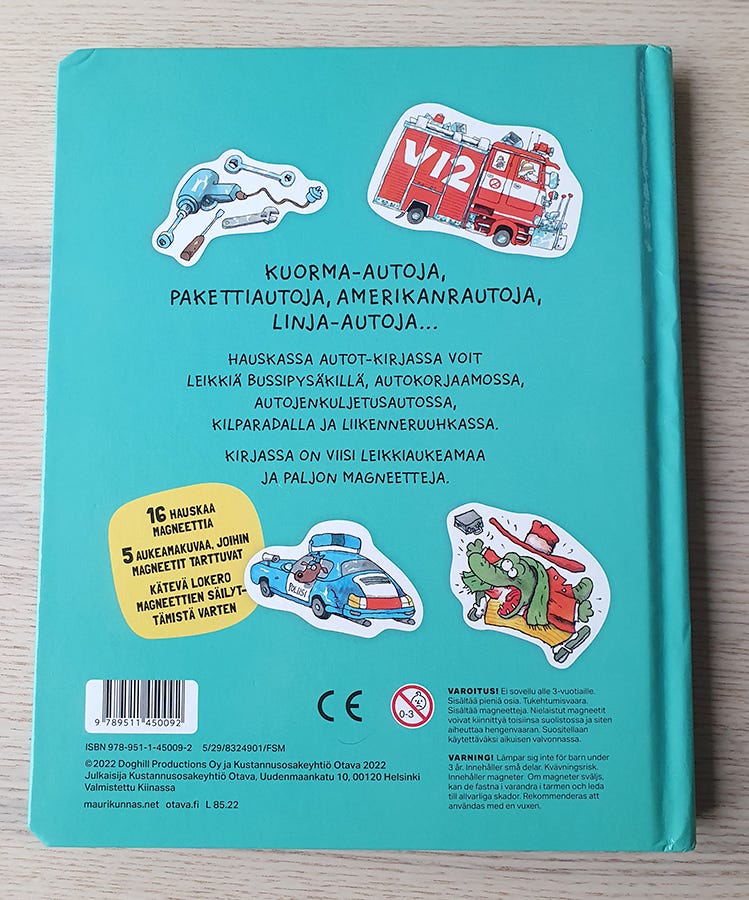 V12
KUORMA-AUTOJA,
PAKETTIAUTOJA, AMERIKANRAUTOJA,
LINJA-AUTOJA...
HAUSKASSA AUTOT-KIRJASSA VOIT
LEIKKIÄ BUSSIPYSÄKILLÄ, AUTOKORJAAMOSSA,
AUTOJENKULJETUSAUTOSSA,
KILPARADALLA JA LIIKENNERUUHKASSA.
KIRJASSA ON VIISI LEIKKIAUKEAMAA
JA PALJON MAGNEETTEJA.
16 HAUSKAA
MAGNEETTIA
5 AUKEAMAKUVAA, JOIHIN
MAGNEETIT TARTTUVAT
KÄTEVÄ LOKERO
MAGNEETTIEN SÄILYT-
TÄMISTÄ VARTEN
POLIISI
9 789511 450092
ISBN 978-951-1-45009-2 5/29/8324901/FSM
©2022 Doghill Productions Oy ja Kustannusosakeyhtiö Otava 2022
Julkaisija Kustannusosakeyhtiö Otava, Uudenmaankatu 10, 00120 Helsinki
Valmistettu Kiinassa
maurikunnas.net otava.fi L 85.22
CE
0-3
VAROITUS! Ei sovellu alle 3-vuotiaille.
Sisältää pieniä osia. Tukehtumisvaara.
Sisältää magneetteja. Nielaistut magneetit
voivat kiinnittyä toisiinsa suolistossa ja siten
aiheuttaa hengenvaaran. Suositellaan
käytettäväksi aikuisen valvonnassa.
VARNING! Lämpar sig inte för barn under
3 år. Innehåller små delar. Kvävningsrisk.
Innehåller magneter Om magneter sväljs,
kan de fastna i varandra i tarmen och leda
till allvarliga skador. Rekommenderas att
användas med en vuxen.